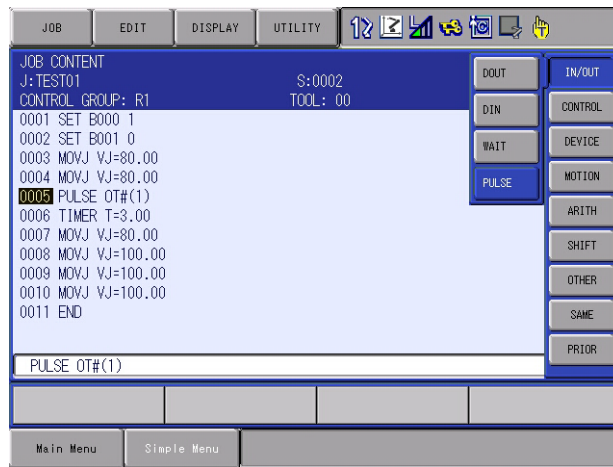 JOB EDIT DISPLAY UTILITY
JOB CONTENT
J:TEST01 S:0002
CONTROL GROUP: R1 TOOL: 00
0001 SET B000 1
0002 SET B001 0
0003 MOVJ VJ=80.00
0004 MOVJ VJ=80.00
0005 PULSE OT#(1)
0006 TIMER T=3.00
0007 MOVJ VJ=80.00
0008 MOVJ VJ=100.00
0009 MOVJ VJ=100.00
0010 MOVJ VJ=100.00
0011 END
DOUT
DIN
WAIT
PULSE
IN/OUT
CONTROL
DEVICE
MOTION
ARITH
SHIFT
OTHER
SAME
PRIOR
PULSE OT#(1)
Main Menu Simple Menu